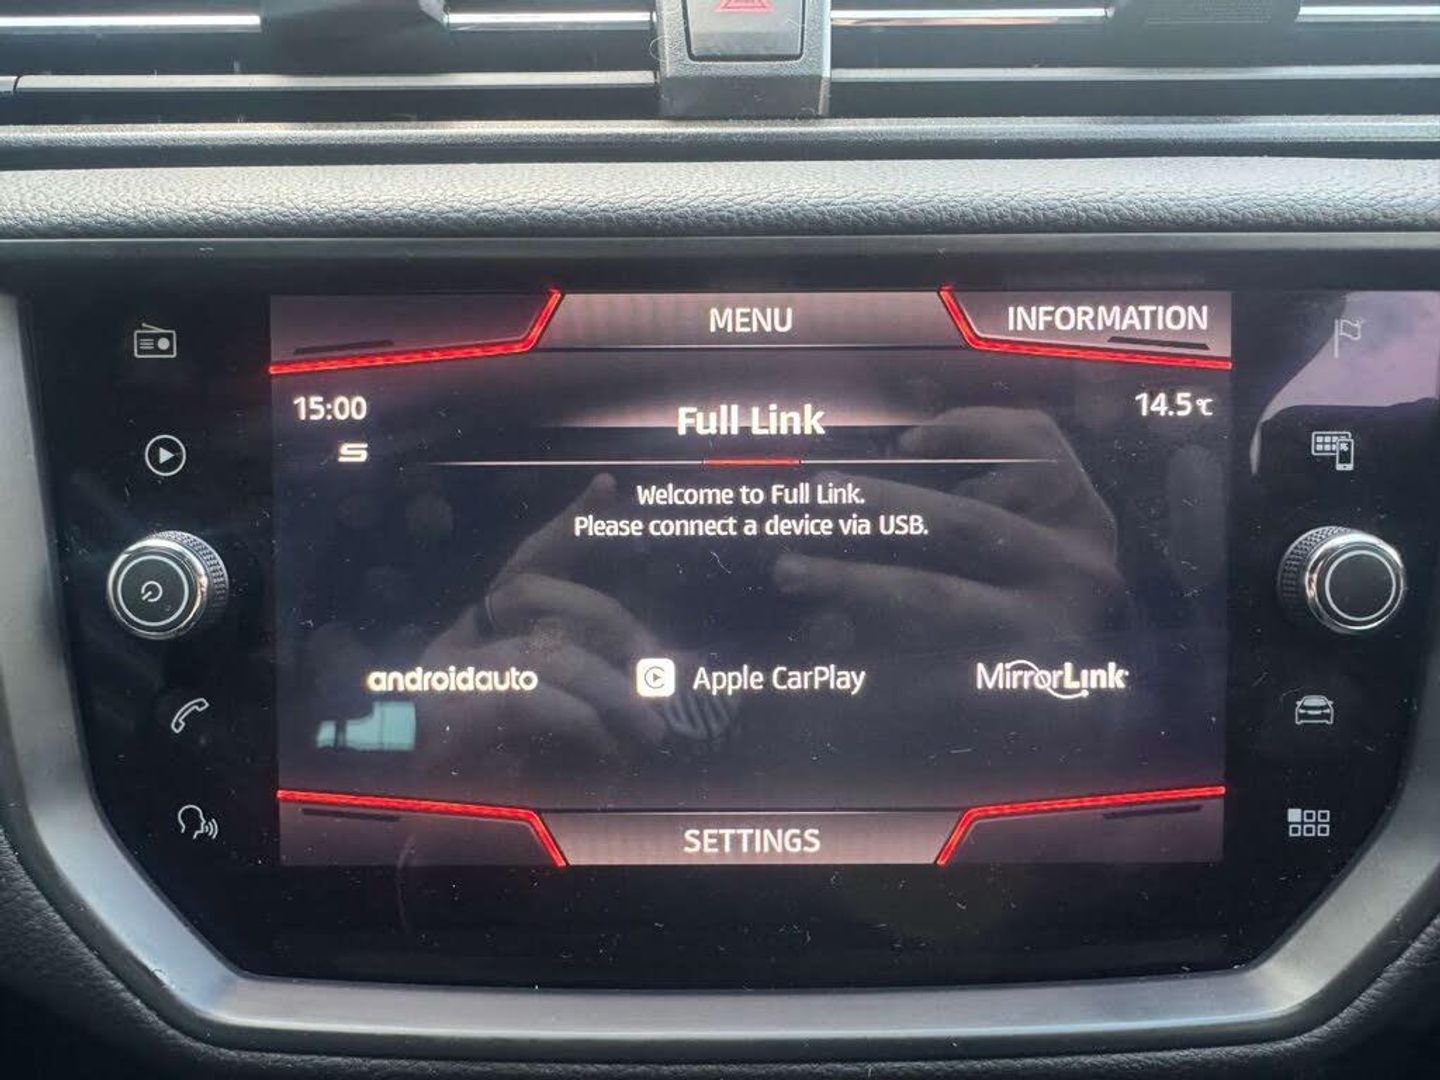 MENU
INFORMATION
15:00
Full Link
14.5℃
Welcome to Full Link.
Please connect a device via USB.
androidauto
Apple CarPlay
MirrorLink
SETTINGS